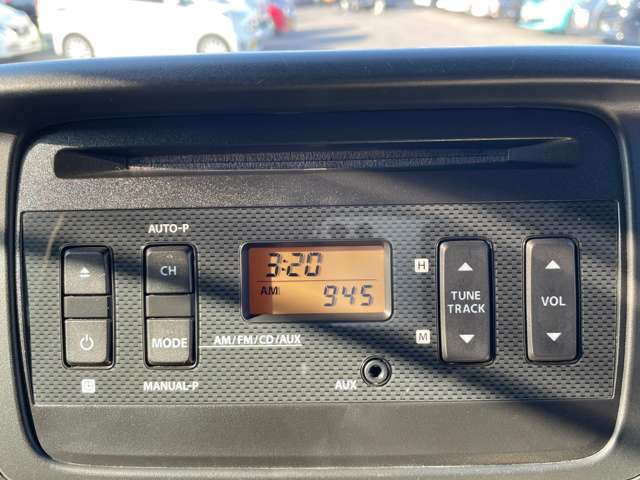 AUTO-P
CH
MODE
MANUAL-P
AM/FM/CD/AUX
3:20
AM
945
AUX
H
M
TUNE
TRACK
VOL